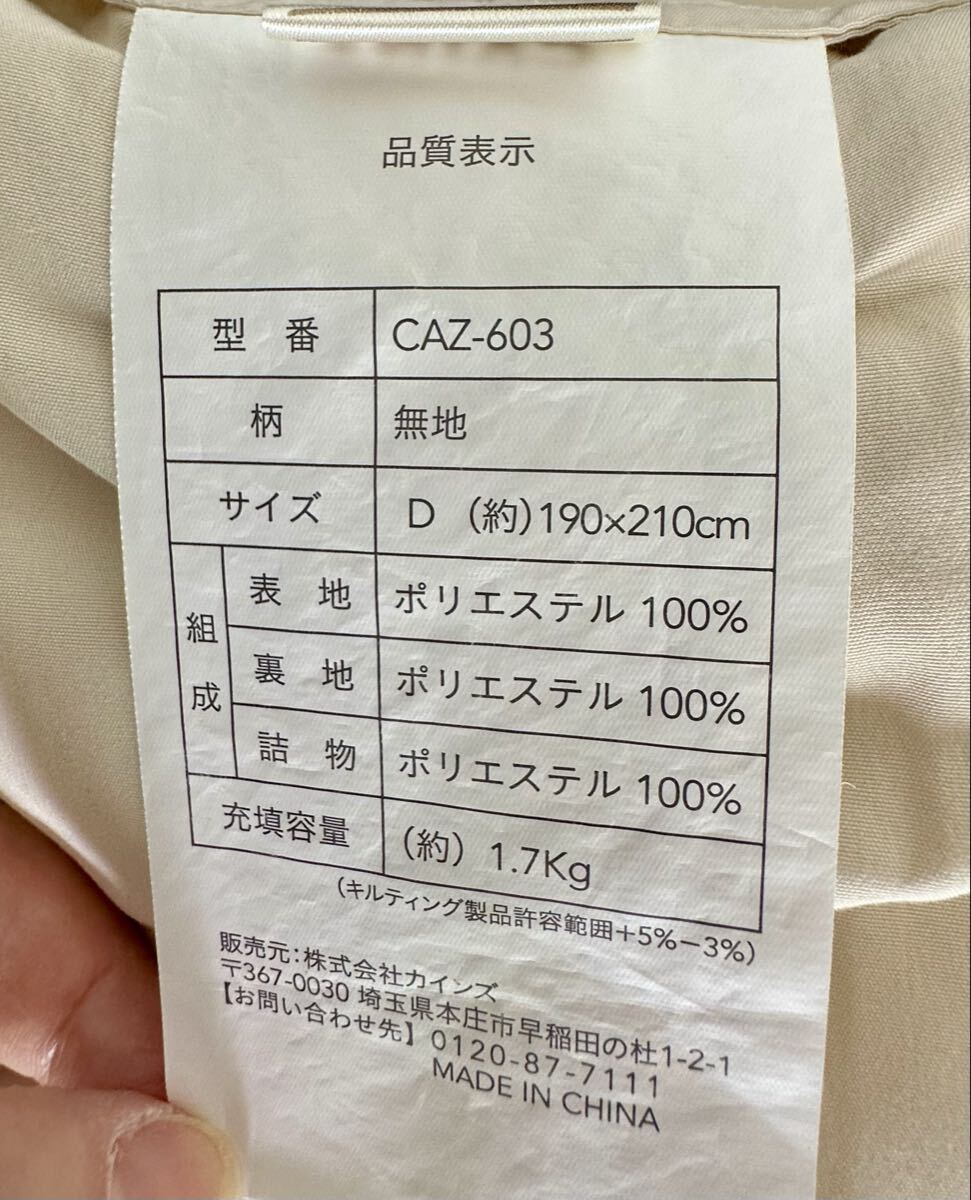 品質表示
型 番 CAZ-603
柄 無地
サイズ D (約)190×210cm
組成 表 地 ポリエステル 100%
裏 地 ポリエステル 100%
詰 物 ポリエステル 100%
充填容量 (約) 1.7Kg
(キルティング製品許容範囲+5%−3%)
販売元:株式会社カインズ
〒367-0030 埼玉県本庄市早稲田の杜1-2-1
【お問い合わせ先】 0120-87-7111
MADE IN CHINA